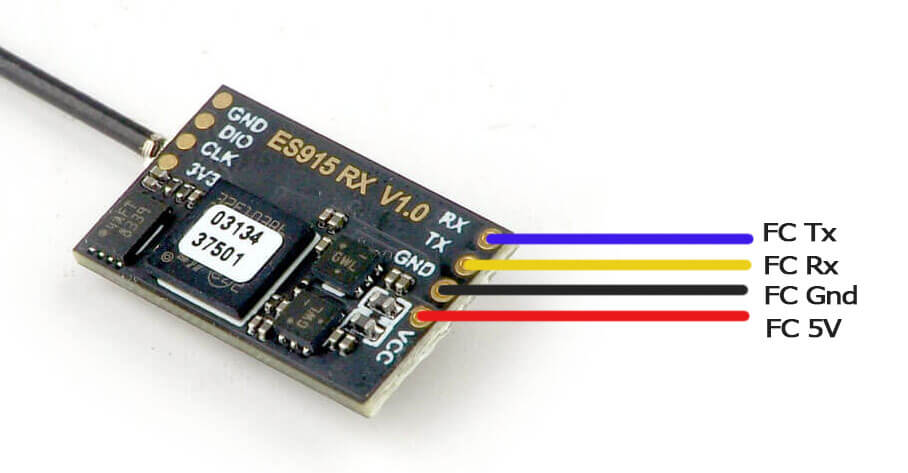 GND
DIO
CLK
3V3
ES915 RX V1.0
RX
TX
GND
VCC
03134
37501
GWL
GWL
FC Tx
FC Rx
FC Gnd
FC 5V